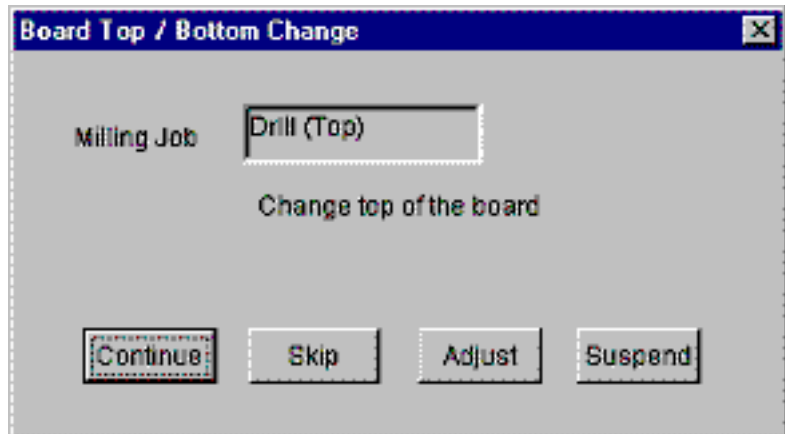 Board Top / Bottom Change
Milling Job Drill (Top)
Change top of the board
Continue Skip Adjust Suspend